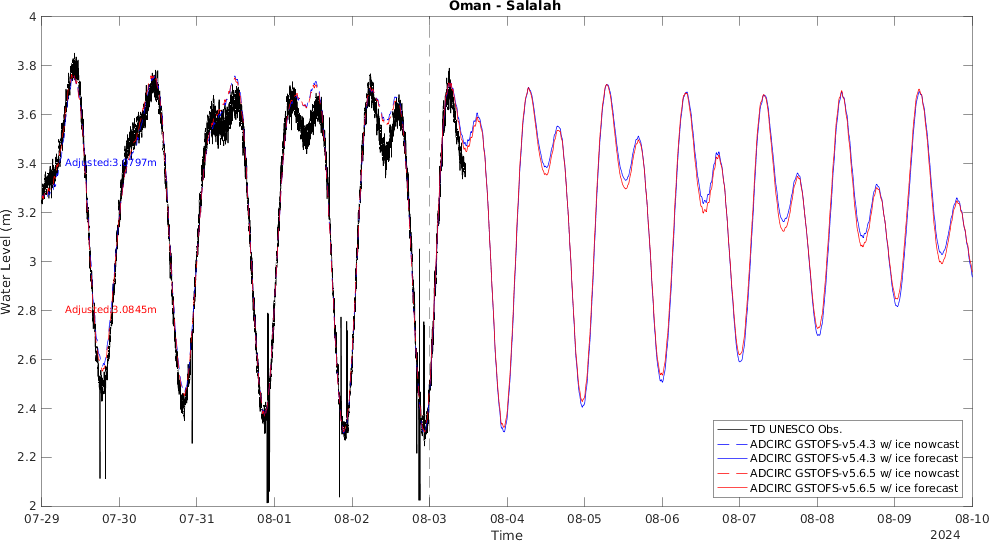 Oman - Salalah
4
3.8
3.6
3.4
3.2
3
2.8
2.6
2.4
2.2
2
Water Level (m)
Adjusted:3.0797m
Adjusted:3.0845m
TD UNESCO Obs.
ADCIRC GSTOFS-v5.4.3 w/ ice nowcast
ADCIRC GSTOFS-v5.4.3 w/ ice forecast
ADCIRC GSTOFS-v5.6.5 w/ ice nowcast
ADCIRC GSTOFS-v5.6.5 w/ ice forecast
07-29 07-30 07-31 08-01 08-02 08-03 08-04 08-05 08-06 08-07 08-08 08-09 08-10
Time
2024